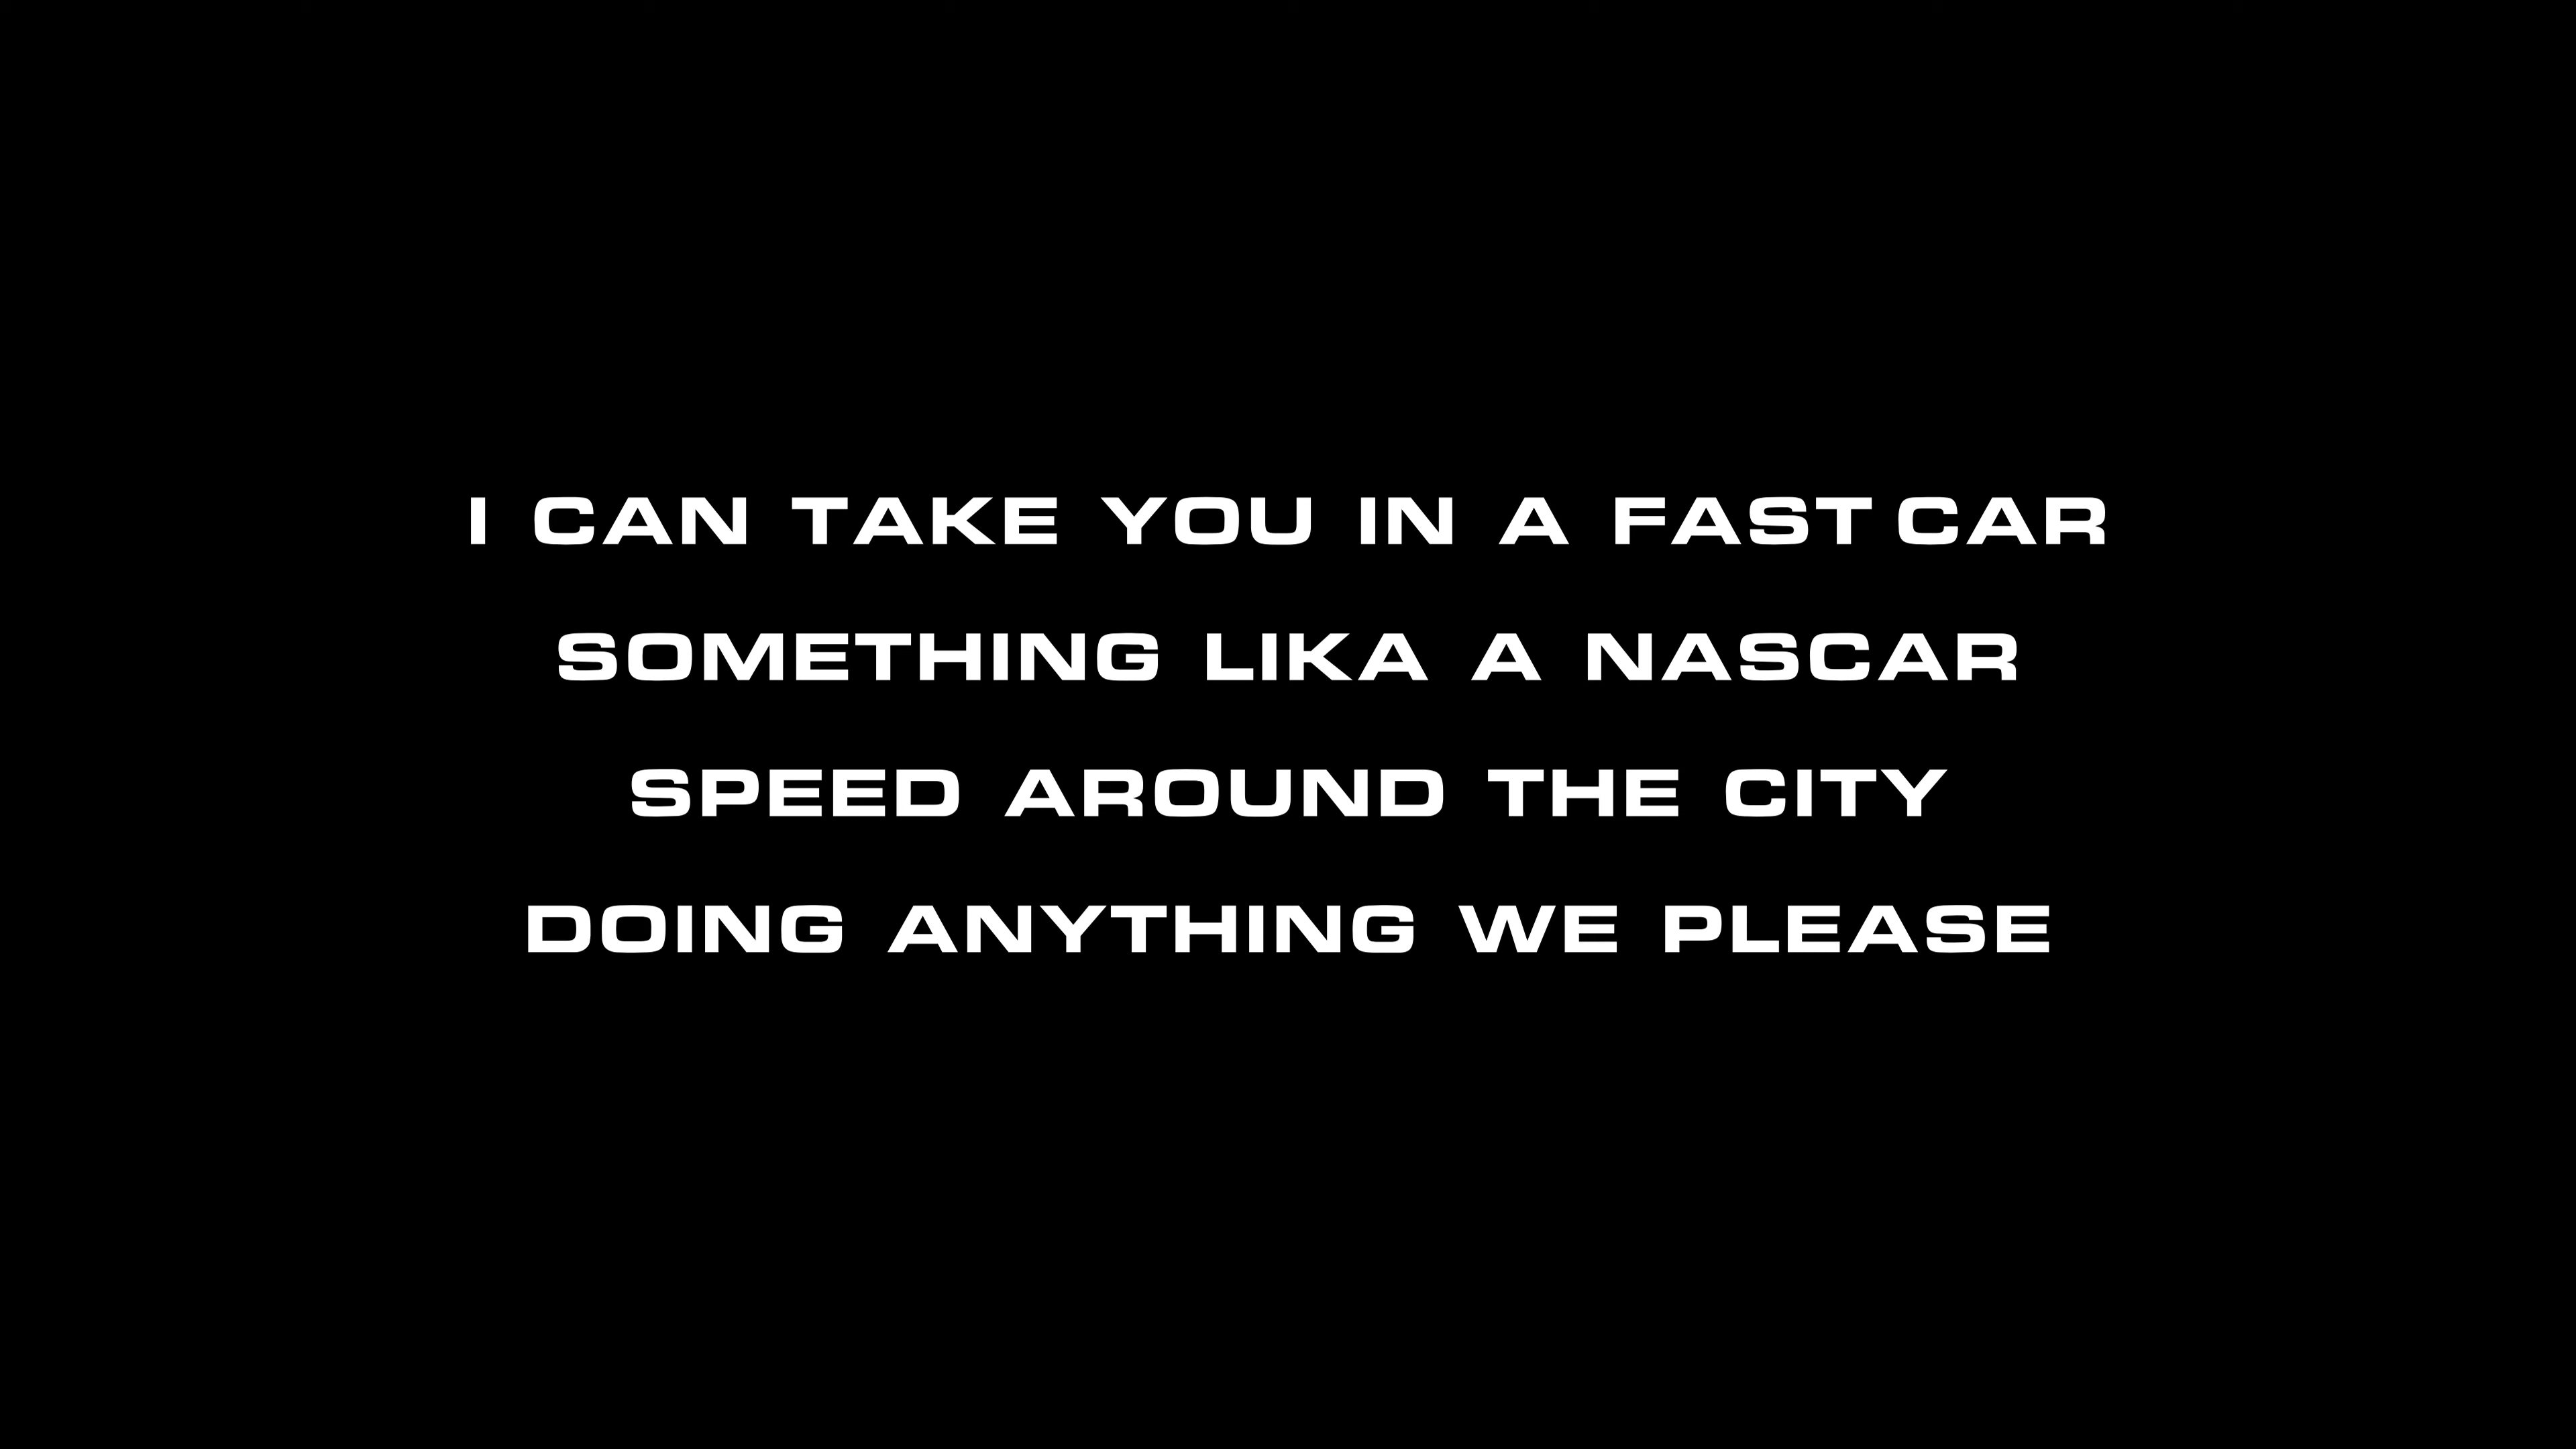 I CAN TAKE YOU IN A FAST CAR
SOMETHING LIKA A NASCAR
SPEED AROUND THE CITY
DOING ANYTHING WE PLEASE